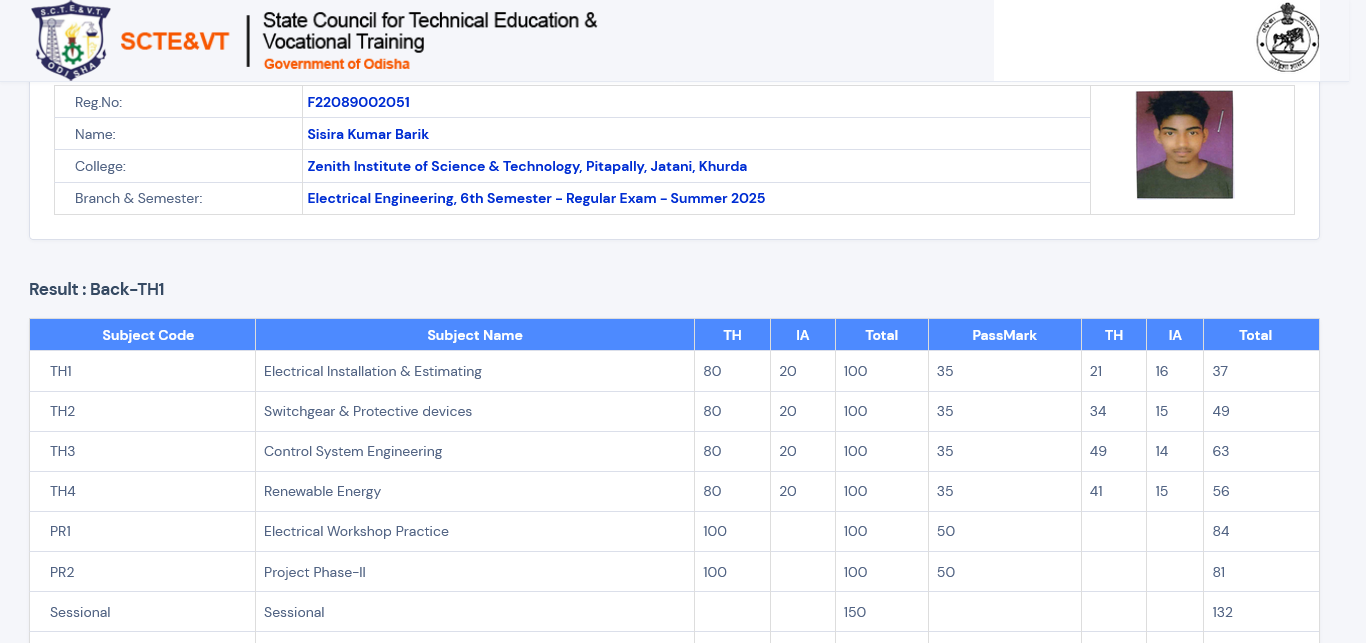 S.C.T.E.&V.T.
ODISHA
SCTE&VT
State Council for Technical Education &
Vocational Training
Government of Odisha
Reg.No: F22089002051
Name: Sisira Kumar Barik
College: Zenith Institute of Science & Technology, Pitapally, Jatani, Khurda
Branch & Semester: Electrical Engineering, 6th Semester - Regular Exam - Summer 2025
Result : Back-TH1
Subject Code Subject Name TH IA Total PassMark TH IA Total
TH1 Electrical Installation & Estimating 80 20 100 35 21 16 37
TH2 Switchgear & Protective devices 80 20 100 35 34 15 49
TH3 Control System Engineering 80 20 100 35 49 14 63
TH4 Renewable Energy 80 20 100 35 41 15 56
PR1 Electrical Workshop Practice 100 100 50 84
PR2 Project Phase-II 100 100 50 81
Sessional Sessional 150 132